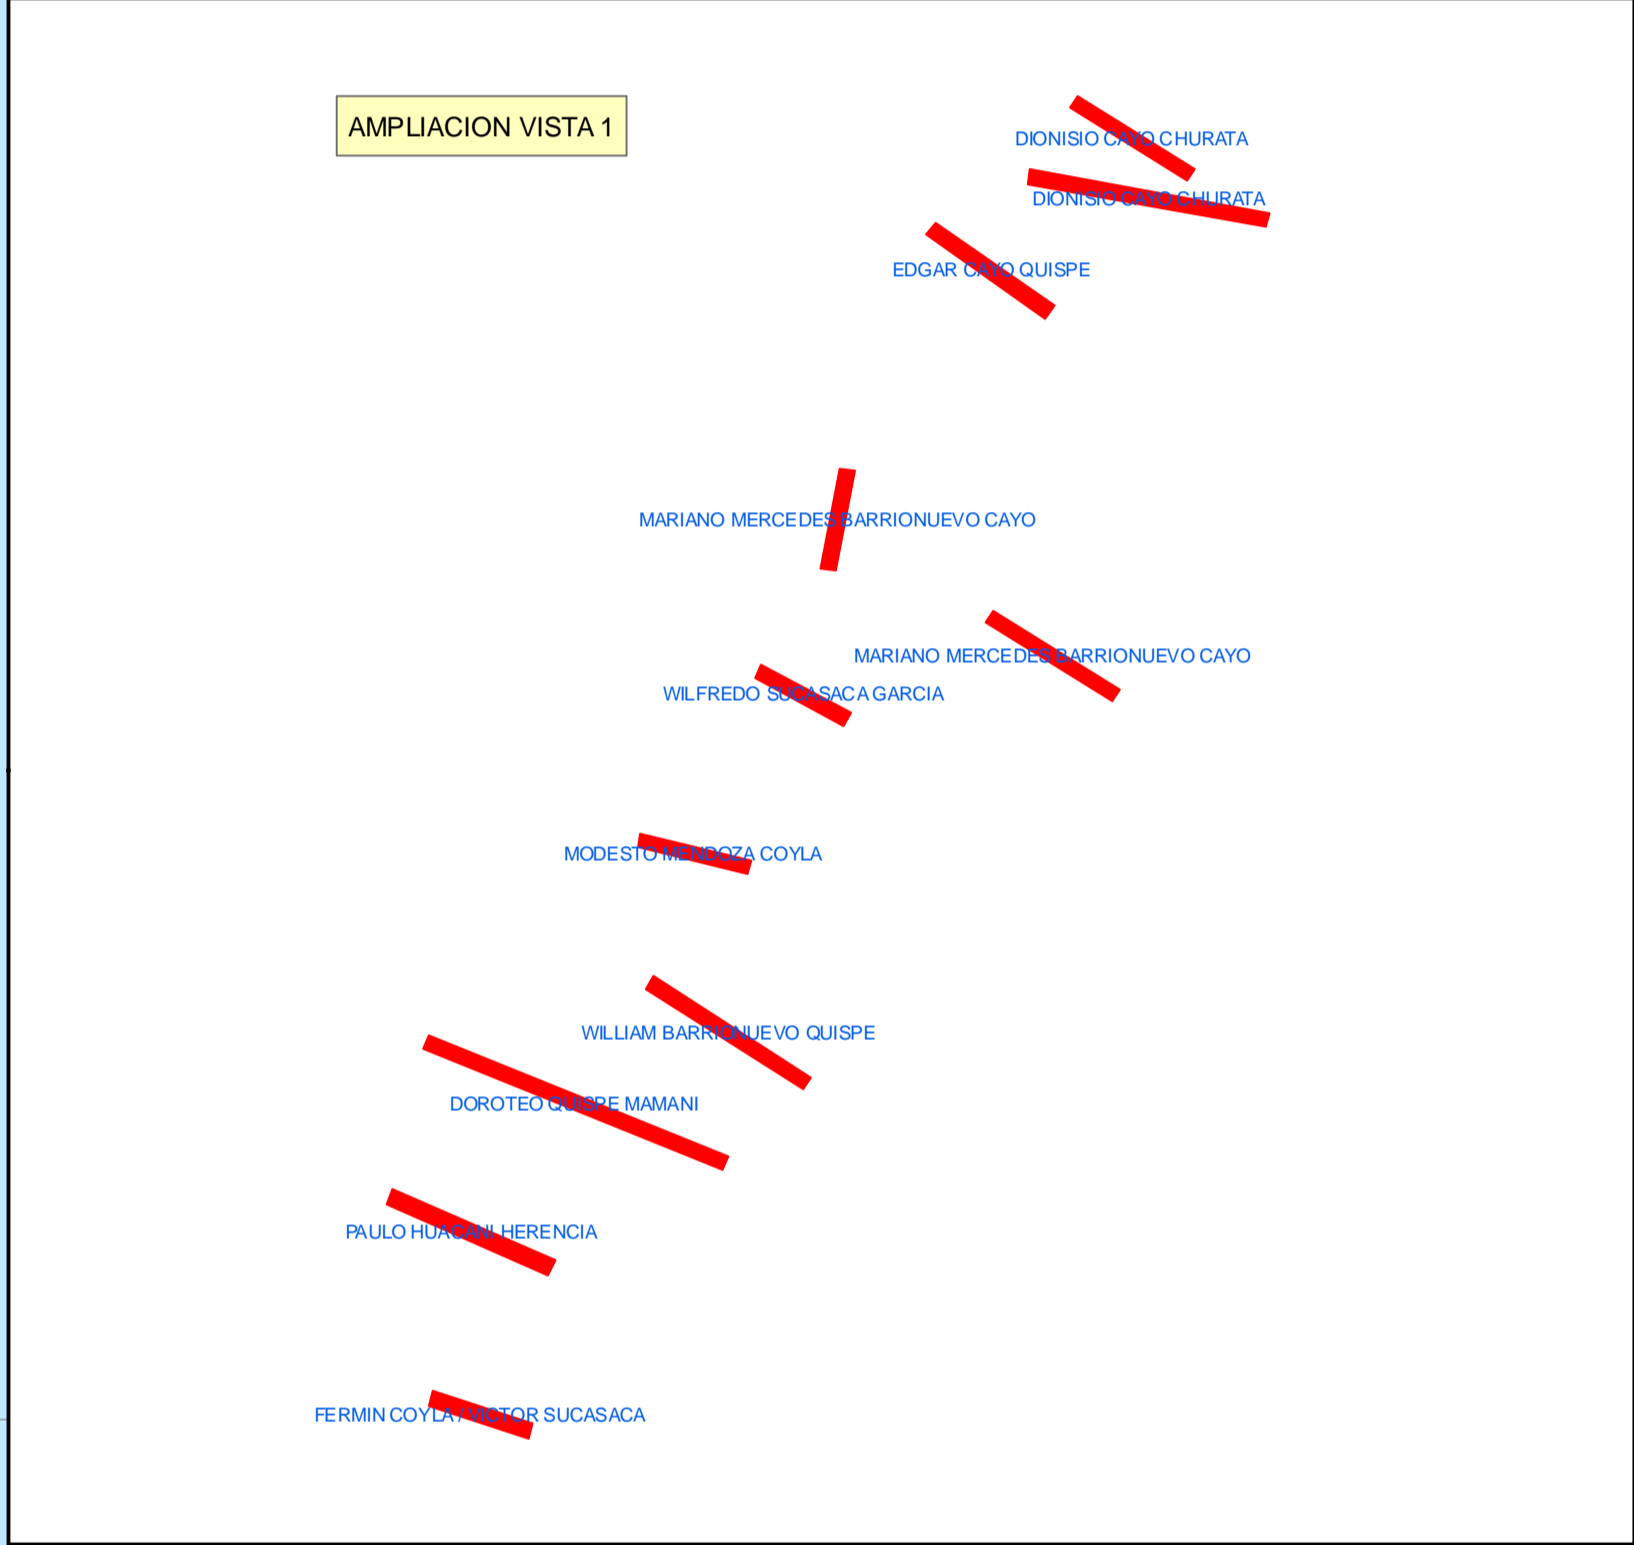 AMPLIACION VISTA 1
DIONISIO CAYO CHURATA
DIONISIO CAYO CHURATA
EDGAR CAYO QUISPE
MARIANO MERCEDES BARRIONUEVO CAYO
MARIANO MERCEDES BARRIONUEVO CAYO
WILFREDO SUCASACA GARCIA
MODESTO MENDOZA COYLA
WILLIAM BARRIONUEVO QUISPE
DOROTEO QUISPE MAMANI
PAULO HUACANI HERENCIA
FERMIN COYLA / VICTOR SUCASACA